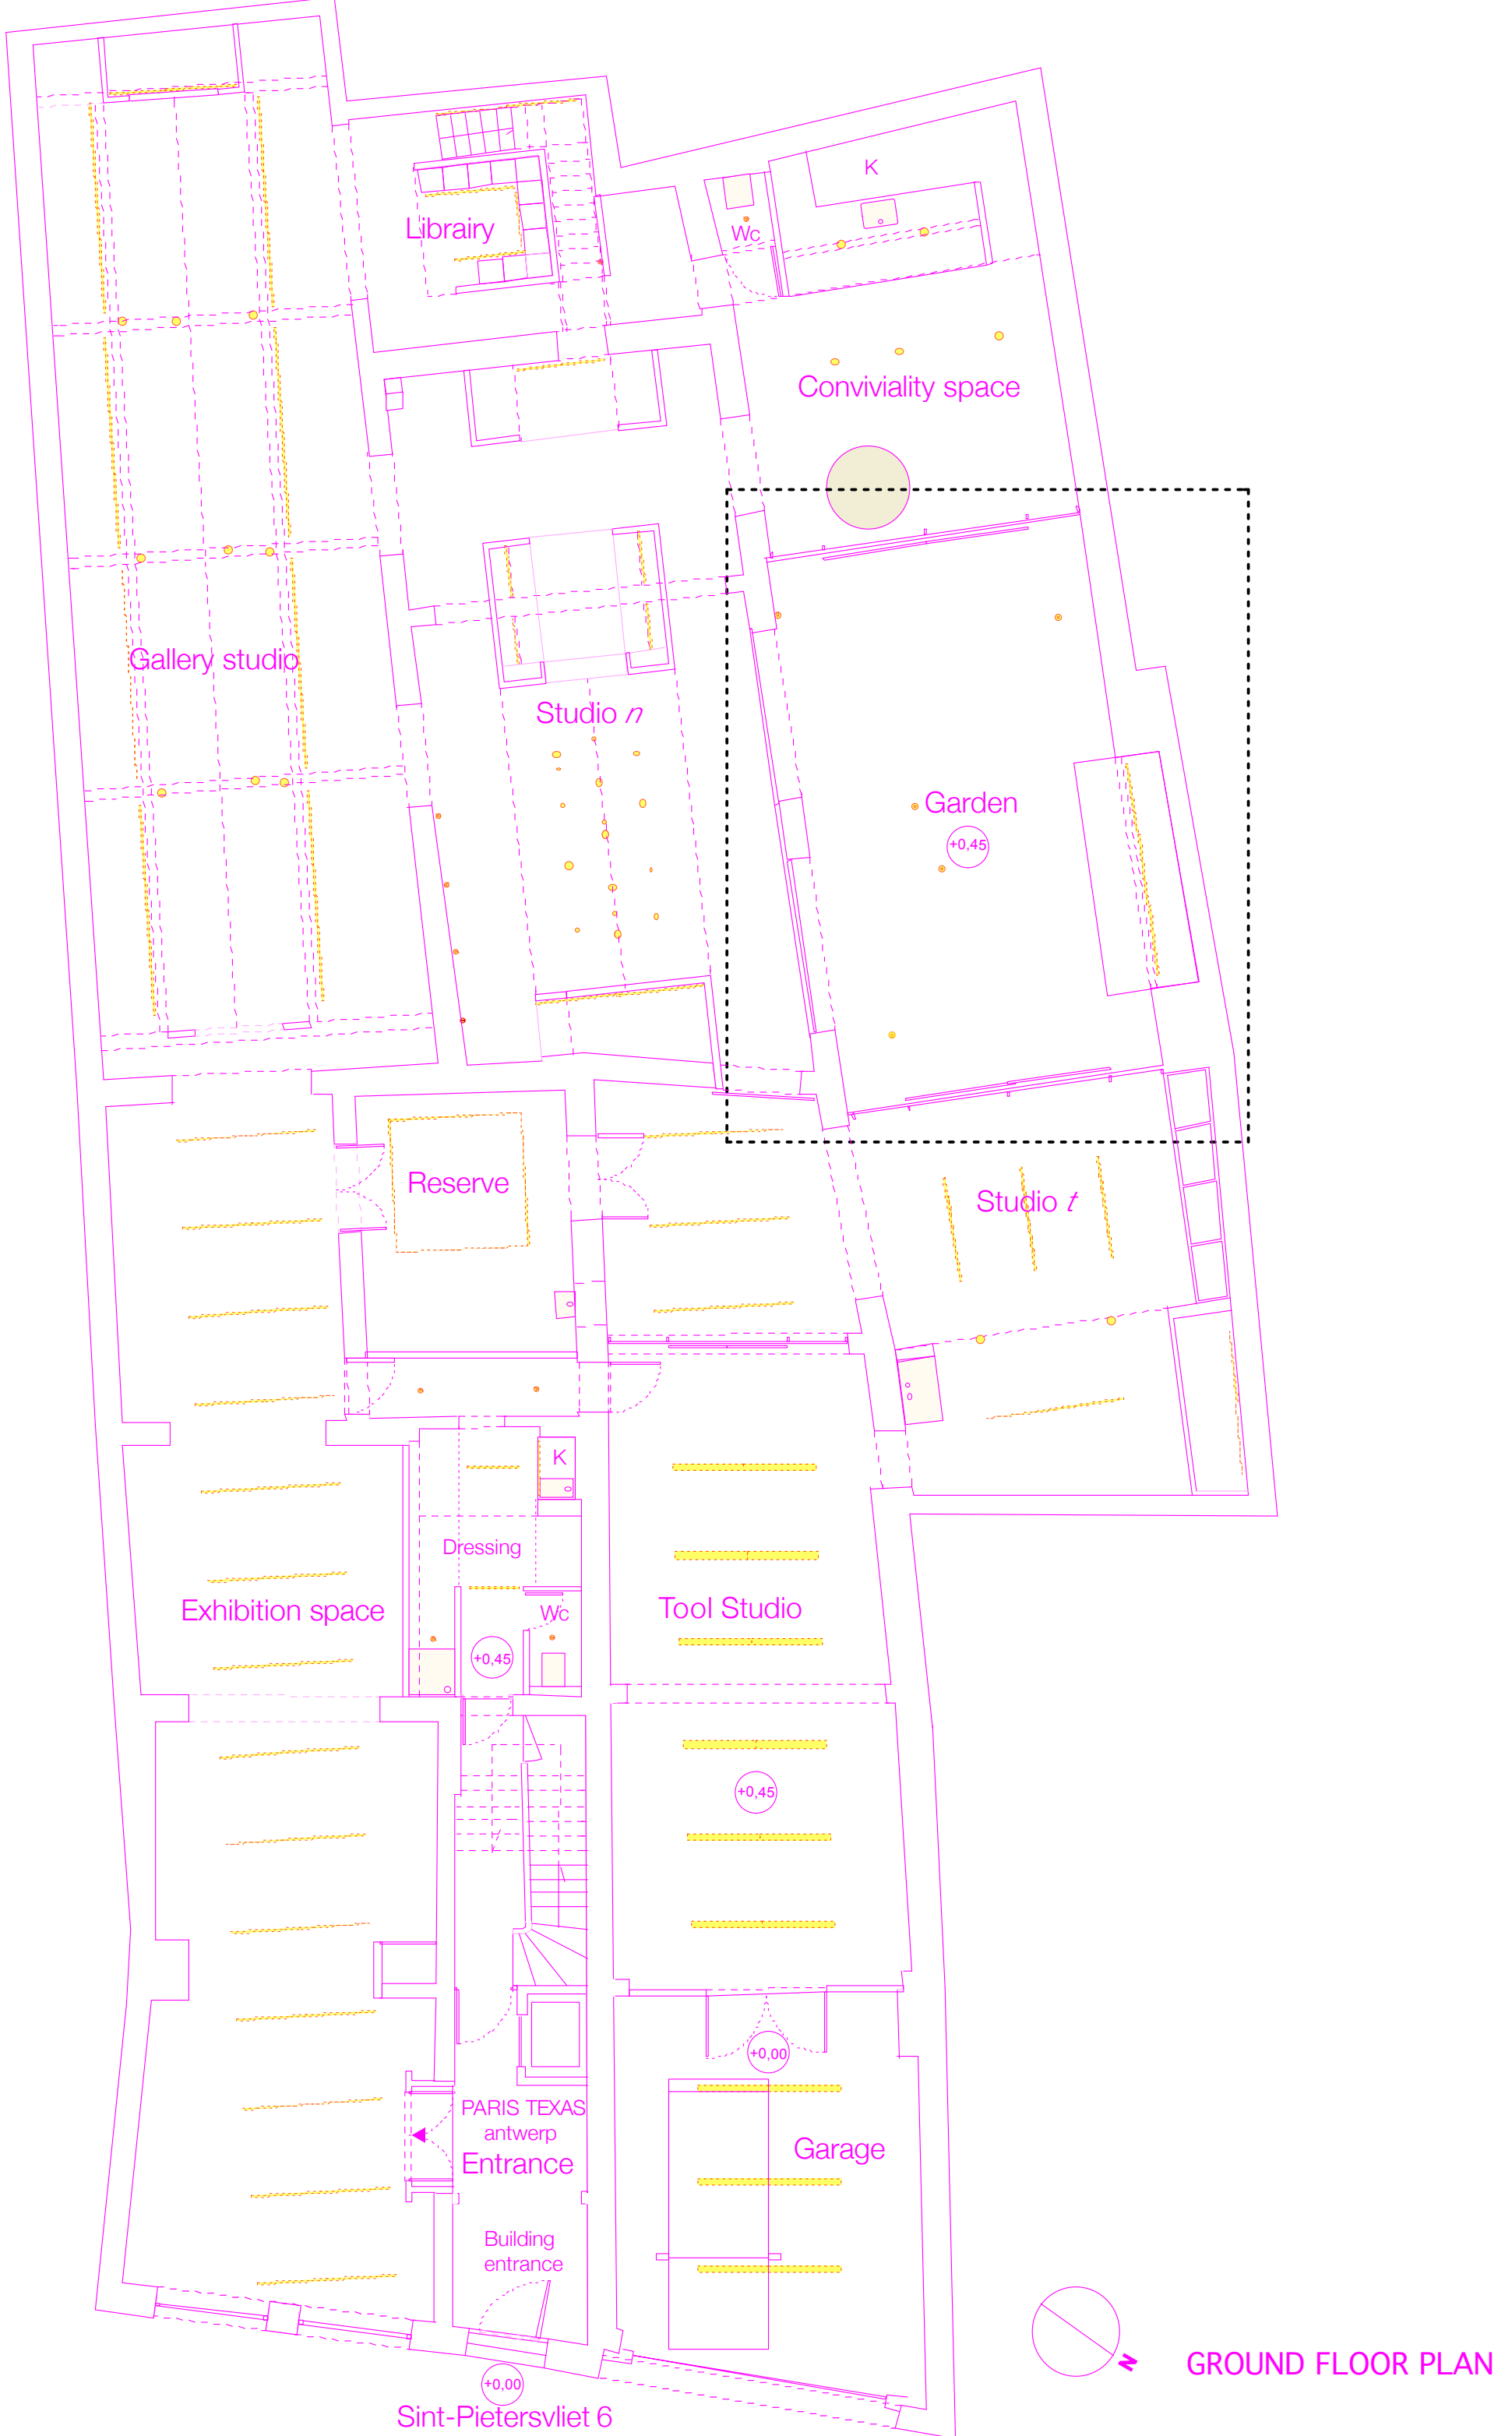 K
Librairy
Wc
Conviviality space
Gallery studio
Studio n
Garden
+0,45
Reserve
Studio t
K
Dressing
Exhibition space
Wc
Tool Studio
+0,45
+0,45
+0,00
PARIS TEXAS
antwerp
Entrance
Garage
Building
entrance
N
GROUND FLOOR PLAN
+0,00
Sint-Pietersvliet 6